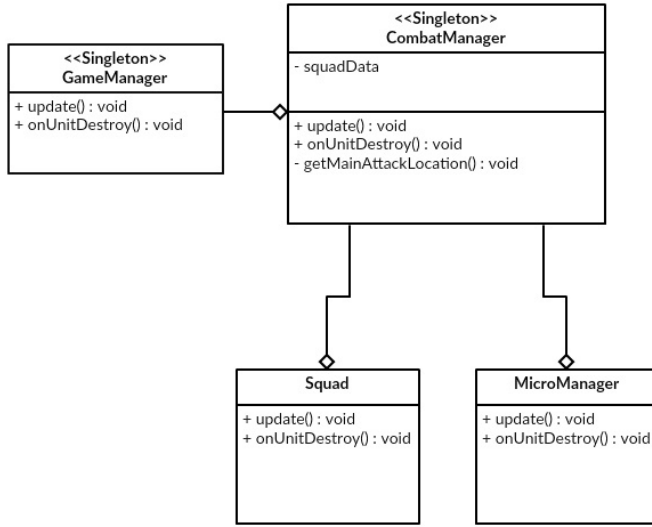 <<Singleton>>
GameManager
+ update() : void
+ onUnitDestroy() : void
<<Singleton>>
CombatManager
- squadData
+ update() : void
+ onUnitDestroy() : void
- getMainAttackLocation() : void
Squad
+ update() : void
+ onUnitDestroy() : void
MicroManager
+ update() : void
+ onUnitDestroy() : void